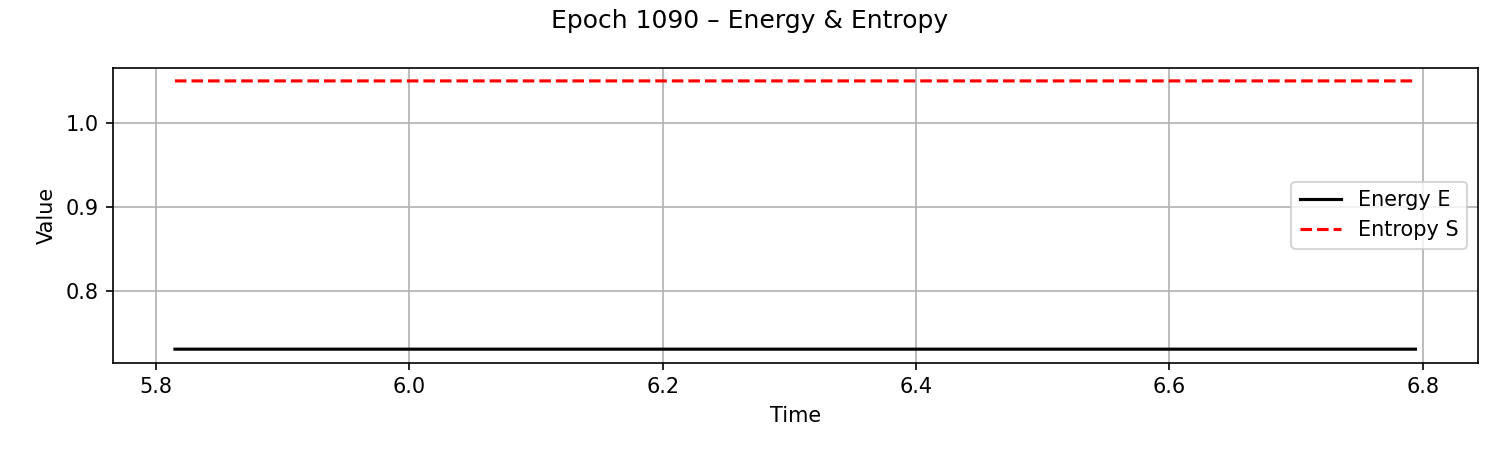 Epoch 1090 – Energy & Entropy
1.0
0.9
0.8
Value
Energy E
Entropy S
5.8 6.0 6.2 6.4 6.6 6.8
Time